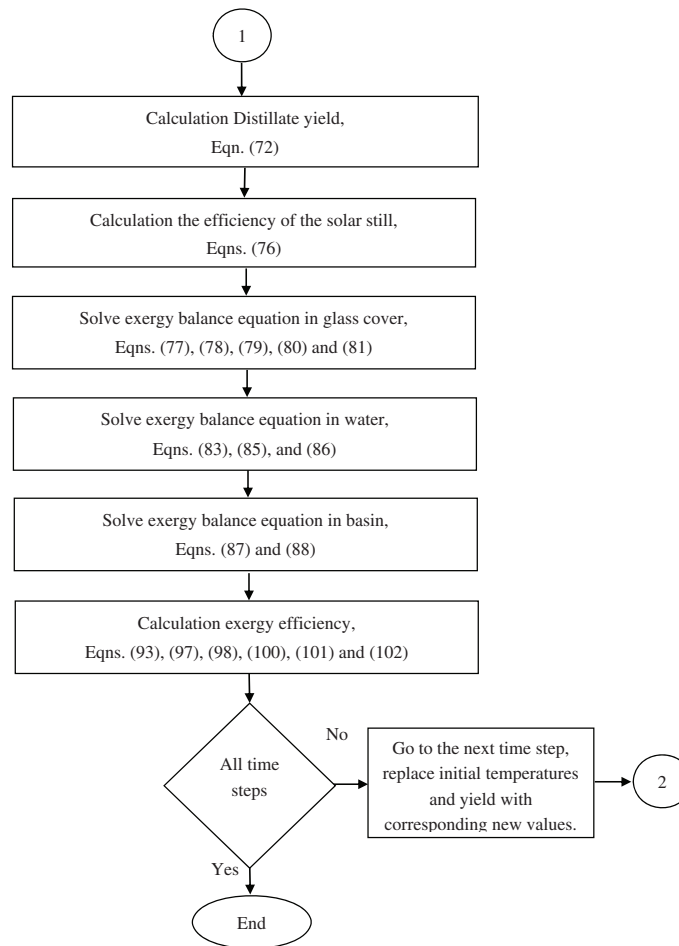 1
Calculation Distillate yield,
Eqn. (72)
Calculation the efficiency of the solar still,
Eqns. (76)
Solve exergy balance equation in glass cover,
Eqns. (77), (78), (79), (80) and (81)
Solve exergy balance equation in water,
Eqns. (83), (85), and (86)
Solve exergy balance equation in basin,
Eqns. (87) and (88)
Calculation exergy efficiency,
Eqns. (93), (97), (98), (100), (101) and (102)
All time
steps
No
Go to the next time step,
replace initial temperatures
and yield with
corresponding new values.
2
Yes
End